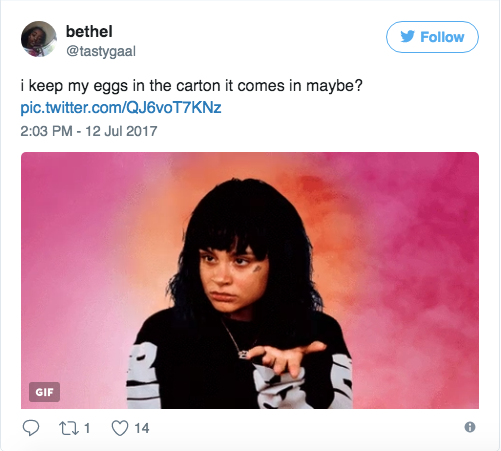 bethel
@tastygaal
Follow
i keep my eggs in the carton it comes in maybe?
pic.twitter.com/QJ6voT7KNz
2:03 PM - 12 Jul 2017
GIF
1
14